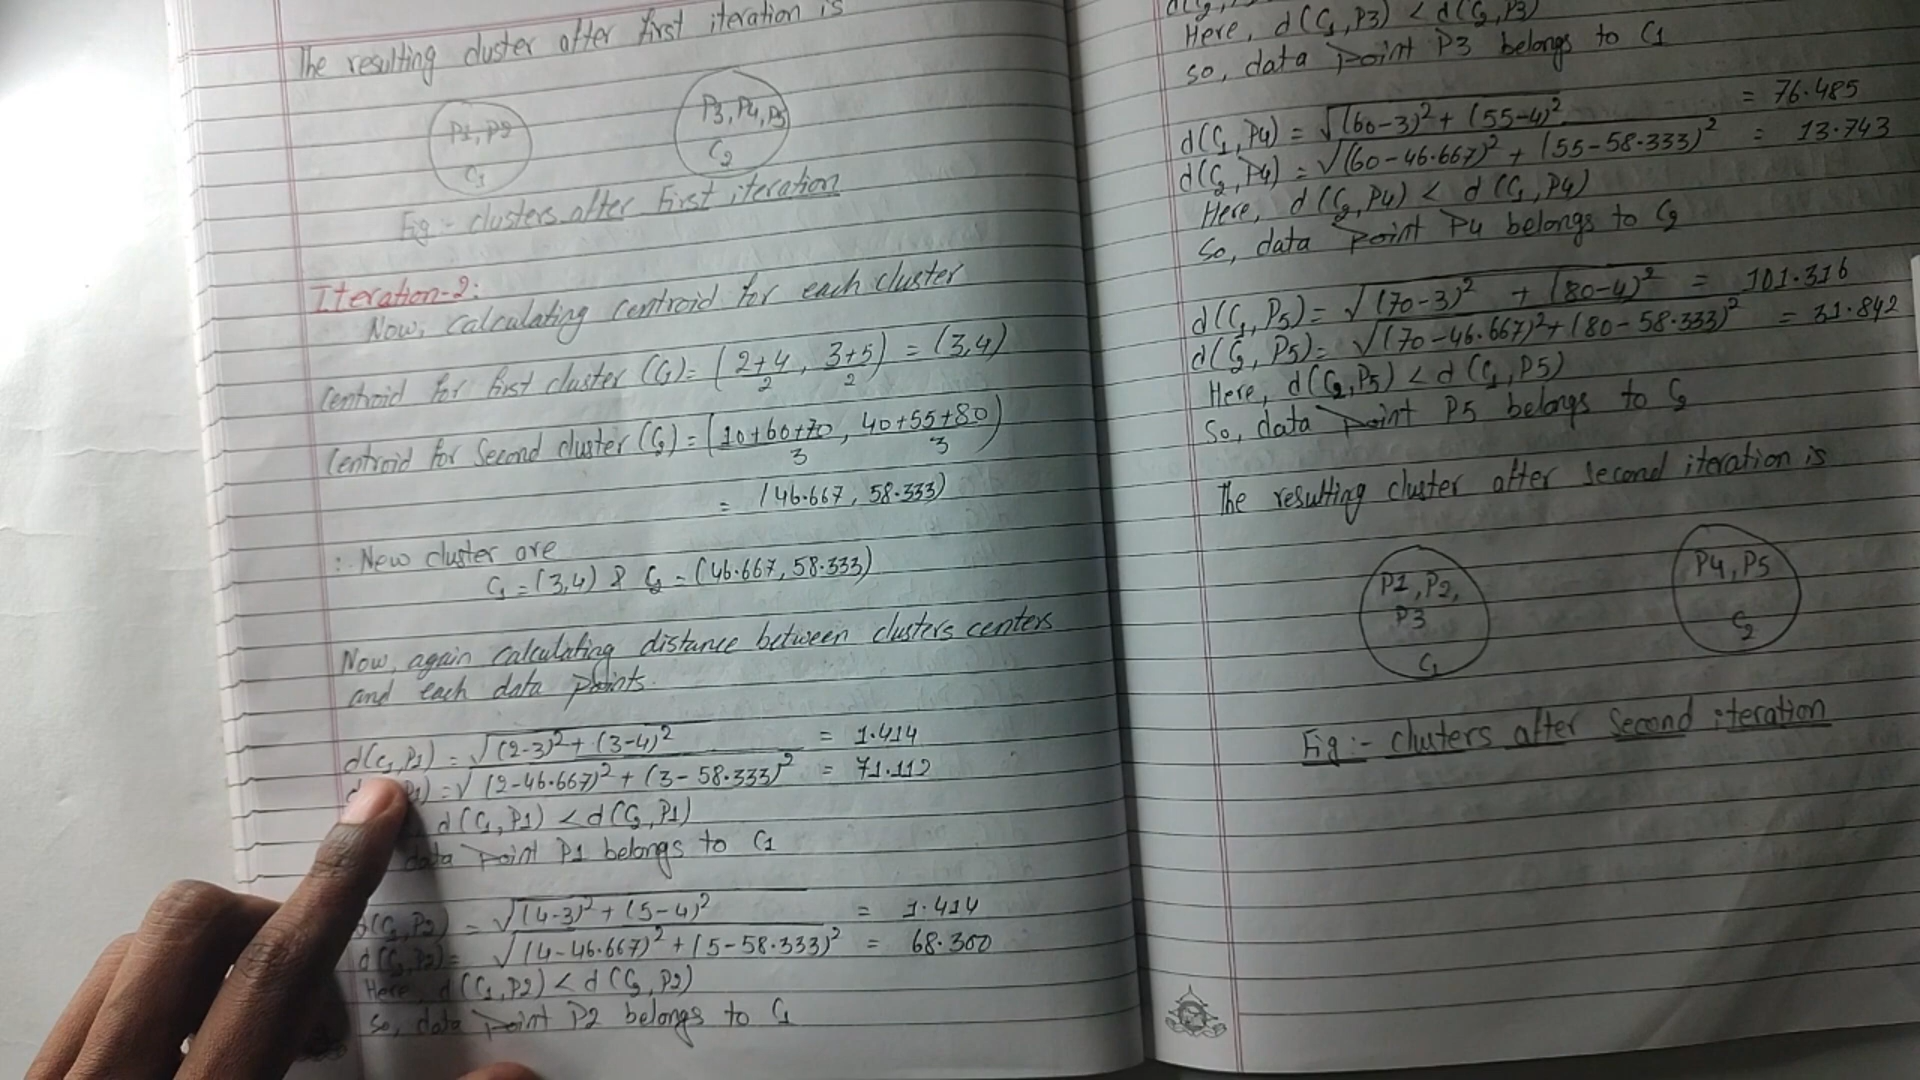 The resulting cluster after first iteration is
P1, P2
C1
P3, P4, P5
C2
Fig :- clusters after First iteration
Iteration-2:
Now, Calculating Centroid for each cluster
Centroid for first cluster (C1) = (2+4/2, 3+5/2) = (3,4)
Centroid for Second cluster (C2) = (10+60+70/3, 40+55+80/3)
= (46.667, 58.333)
: New cluster are
C1 = (3,4) & C2 = (46.667, 58.333)
Now, again calculating distance between clusters centers
and each data points.
d(C1, P1) = √(2-3)² + (3-4)² = 1.414
P1) = √(2-46.667)² + (3-58.333)² = 71.112
d(C1, P1) < d(C2, P1)
data point P1 belongs to C1
d(C1, P2) = √(4-3)² + (5-4)² = 1.414
d(C2, P2) = √(4-46.667)² + (5-58.333)² = 68.300
Here, d(C1, P2) < d(C2, P2)
So, data point P2 belongs to C1
Here, d(C1, P3) < d(C2, P3)
so, data point P3 belongs to C1
d(C1, P4) = √(60-3)² + (55-4)² = 76.485
d(C2, P4) = √(60-46.667)² + (55-58.333)² = 13.743
Here, d(C2, P4) < d(C1, P4)
So, data point P4 belongs to C2
d(C1, P5) = √(70-3)² + (80-4)² = 101.316
d(C2, P5) = √(70-46.667)² + (80-58.333)² = 31.842
Here, d(C2, P5) < d(C1, P5)
So, data point P5 belongs to C2
The resulting cluster after second iteration is
P1, P2,
P3
C1
P4, P5
C2
Fig :- clusters after Second iteration